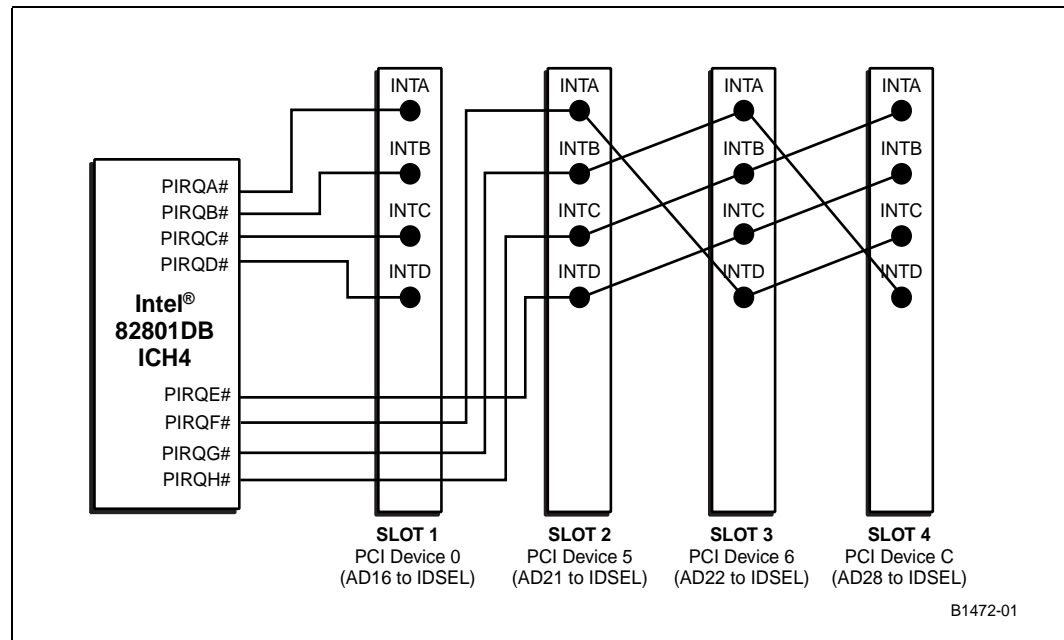 INTA
INTA
INTA
INTA
INTB
INTB
INTB
INTB
INTC
INTC
INTC
INTC
INTD
INTD
INTD
INTD
PIRQA#
PIRQB#
PIRQC#
PIRQD#
Intel®
82801DB
ICH4
PIRQE#
PIRQF#
PIRQG#
PIRQH#
SLOT 1
PCI Device 0
(AD16 to IDSEL)
SLOT 2
PCI Device 5
(AD21 to IDSEL)
SLOT 3
PCI Device 6
(AD22 to IDSEL)
SLOT 4
PCI Device C
(AD28 to IDSEL)
B1472-01